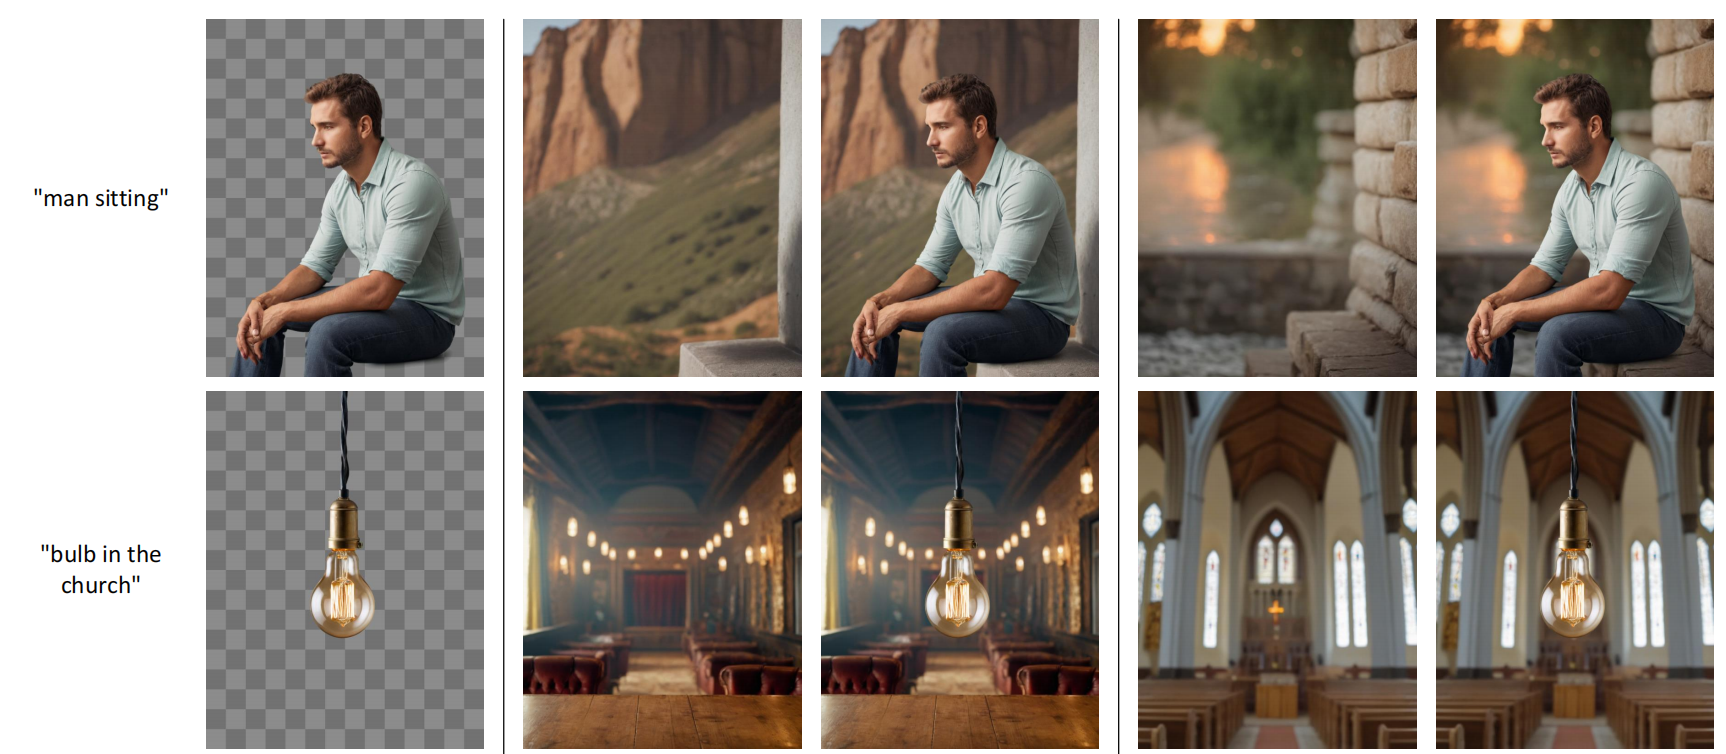 "man sitting"
"bulb in the
church"